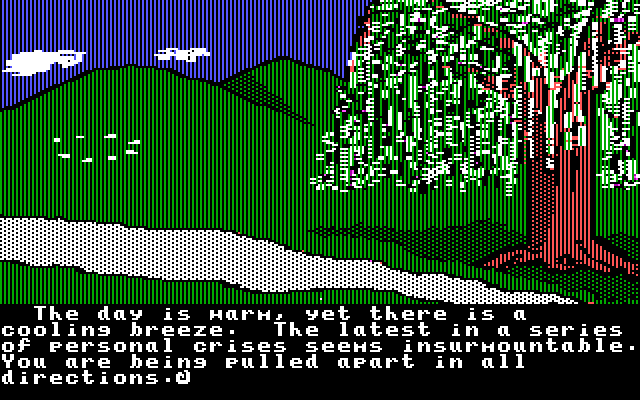 The day is warm, yet there is a
cooling breeze. The latest in a series
of personal crises seems insurmountable.
You are being pulled apart in all
directions.